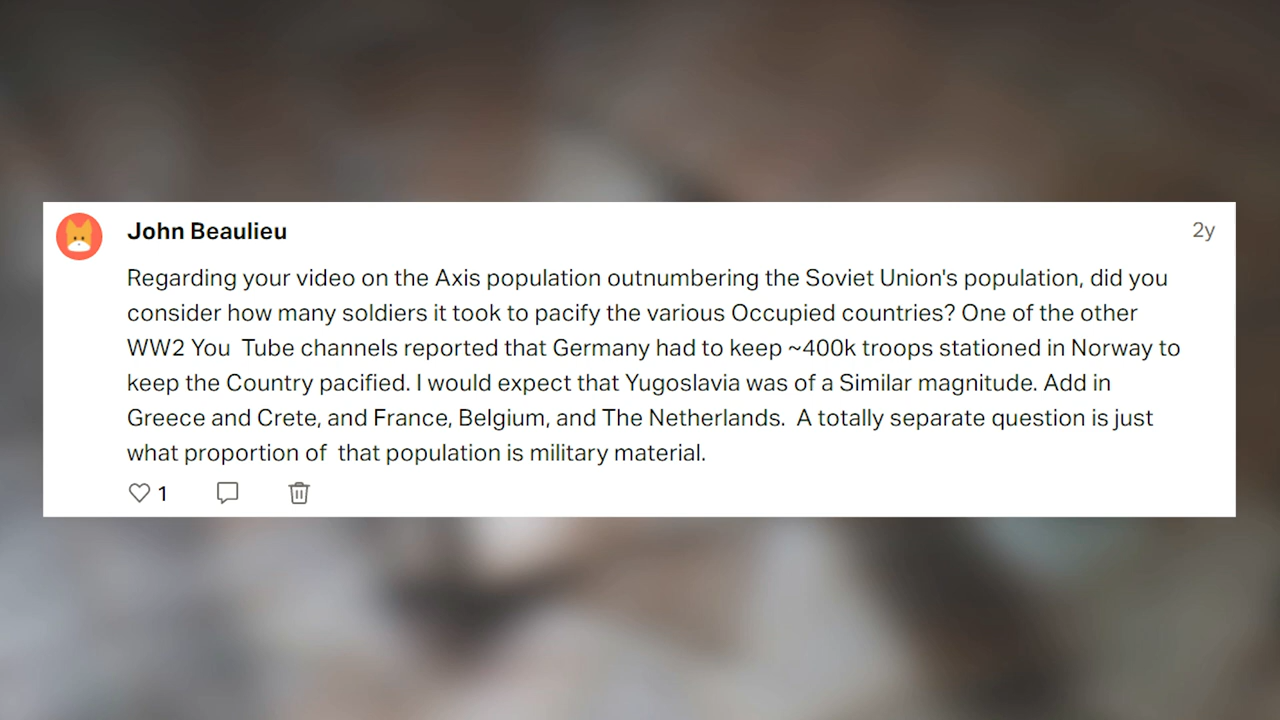 John Beaulieu
2y
Regarding your video on the Axis population outnumbering the Soviet Union's population, did you
consider how many soldiers it took to pacify the various Occupied countries? One of the other
WW2 You  Tube channels reported that Germany had to keep ~400k troops stationed in Norway to
keep the Country pacified. I would expect that Yugoslavia was of a Similar magnitude. Add in
Greece and Crete, and France, Belgium, and The Netherlands.  A totally separate question is just
what proportion of  that population is military material.
1